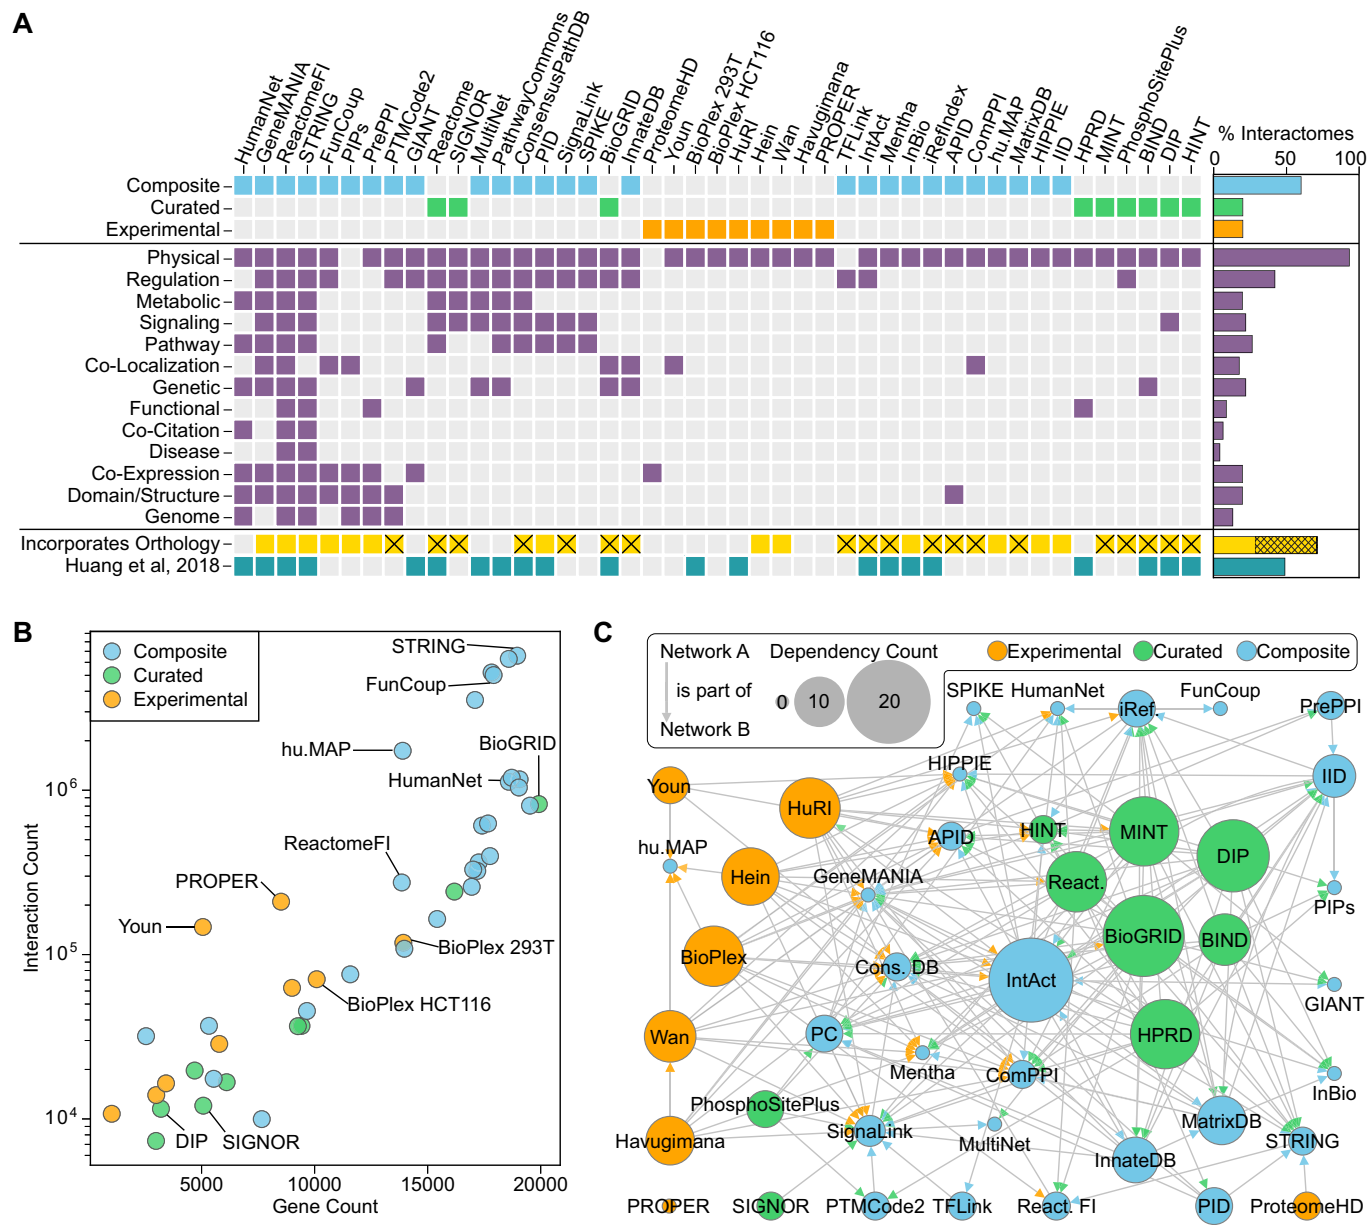 A
HumanNet
GeneMANIA
ReactomeFI
STRING
FunCoup
PIPs
PrePPI
PTMCode2
GIANT
Reactome
SIGNOR
MultiNet
PathwayCommons
ConsensusPathDB
PID
SignaLink
SPIKE
BioGRID
InnateDB
ProteomeHD
Youn
BioPlex 293T
BioPlex HCT116
HuRI
Hein
Wan
Havugimana
PROPER
TFLink
IntAct
Mentha
InBio
iRefIndex
APID
ComPPI
hu.MAP
MatrixDB
HIPPIE
IID
HPRD
MINT
PhosphoSitePlus
BIND
DIP
HINT
% Interactomes
0 50 100
Composite
Curated
Experimental
Physical
Regulation
Metabolic
Signaling
Pathway
Co-Localization
Genetic
Functional
Co-Citation
Disease
Co-Expression
Domain/Structure
Genome
Incorporates Orthology
Huang et al, 2018
B
Composite
Curated
Experimental
STRING
FunCoup
hu.MAP
BioGRID
HumanNet
ReactomeFI
PROPER
Youn
BioPlex 293T
BioPlex HCT116
DIP
SIGNOR
Interaction Count
10⁶
10⁵
10⁴
5000 10000 15000 20000
Gene Count
C
Network A
is part of
Network B
Dependency Count
0 10 20
Experimental Curated Composite
SPIKE HumanNet iRef. FunCoup PrePPI
HIPPIE
IID
Youn
HuRI
APID
HINT
MINT
DIP
hu.MAP
Hein
GeneMANIA
React.
PIPs
BioPlex
Cons. DB
IntAct
BioGRID
BIND
GIANT
Wan
PC
Mentha
ComPPI
HPRD
InBio
PhosphoSitePlus
Havugimana
SignaLink
MultiNet
InnateDB
MatrixDB
STRING
PROPER SIGNOR PTMCode2 TFLink React. FI PID ProteomeHD